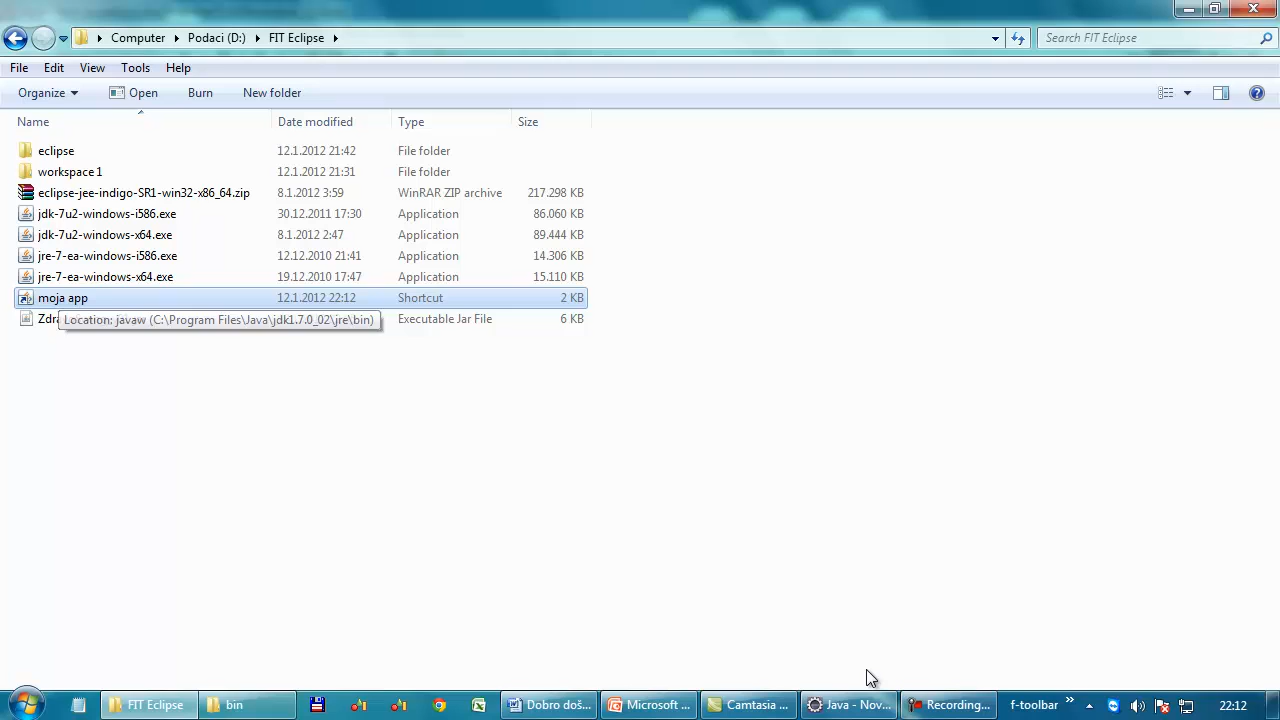 Computer Podaci (D:) FIT Eclipse
Search FIT Eclipse
File Edit View Tools Help
Organize Open Burn New folder
Name Date modified Type Size
eclipse 12.1.2012 21:42 File folder
workspace1 12.1.2012 21:31 File folder
eclipse-jee-indigo-SR1-win32-x86_64.zip 8.1.2012 3:59 WinRAR ZIP archive 217.298 KB
jdk-7u2-windows-i586.exe 30.12.2011 17:30 Application 86.060 KB
jdk-7u2-windows-x64.exe 8.1.2012 2:47 Application 89.444 KB
jre-7-ea-windows-i586.exe 12.12.2010 21:41 Application 14.306 KB
jre-7-ea-windows-x64.exe 19.12.2010 17:47 Application 15.110 KB
moja app 12.1.2012 22:12 Shortcut 2 KB
Zdr Executable Jar File 6 KB
Location: javaw (C:\Program Files\Java\jdk1.7.0_02\jre\bin)
FIT Eclipse bin Dobro doš... Microsoft ... Camtasia ... Java - Nov... Recording... f-toolbar » 22:12